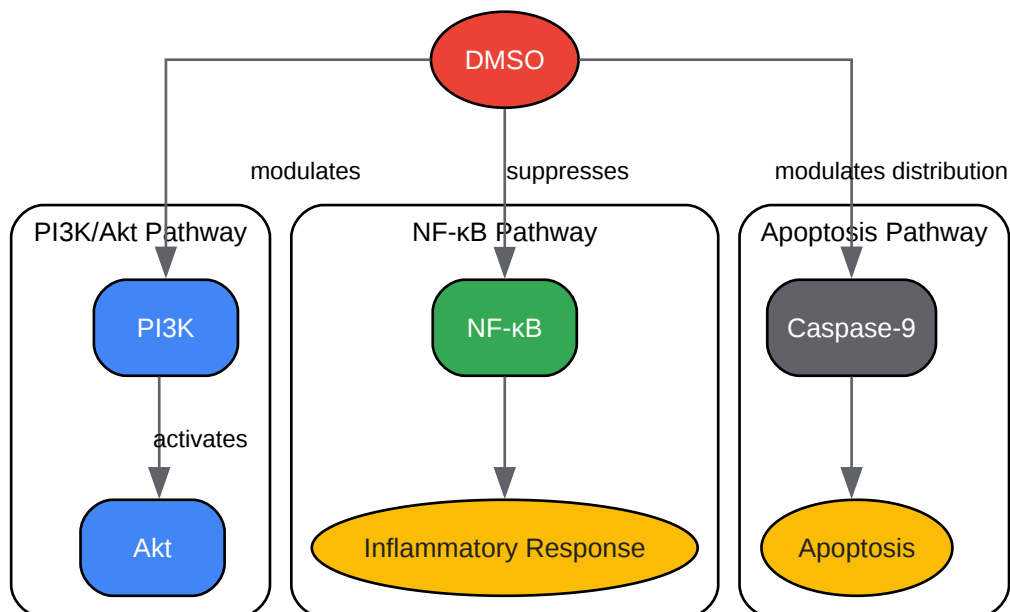 DMSO
modulates
suppresses
modulates distribution
PI3K/Akt Pathway
NF-κB Pathway
Apoptosis Pathway
PI3K
NF-κB
Caspase-9
activates
Akt
Inflammatory Response
Apoptosis